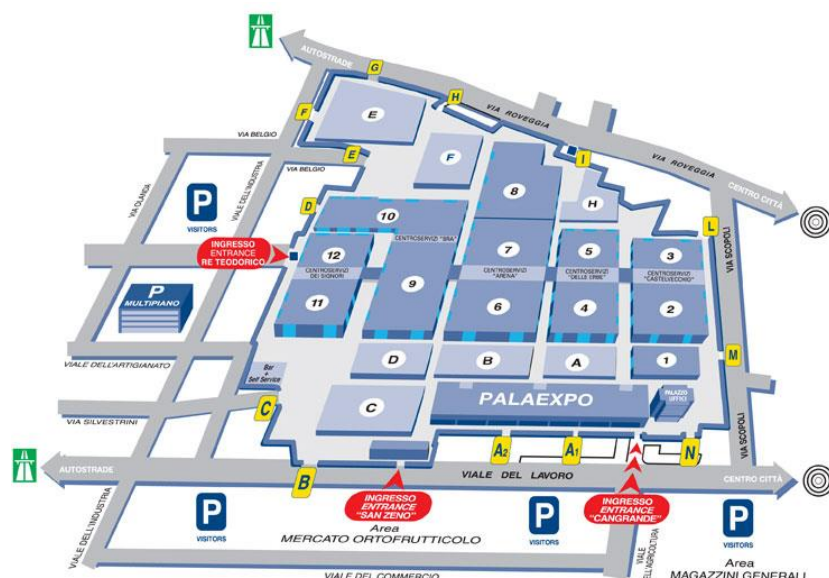 AUTOSTRADE
G
H
VIA ROVEGGIA
E
F
VIA BELGIO
E
F
I
VIA ROVEGGIA
CENTRO CITTÀ
VIA OLANDA
VIALE DELL'INDUSTRIA
VIA BELGIO
P
VISITORS
D
8
H
L
10
CENTROSERVIZI "BRA"
INGRESSO
ENTRANCE
RE TEODORICO
12
7
5
3
VIA SCOPOLI
CENTROSERVIZI
DEI SIGNORI
CENTROSERVIZI
"ARENA"
CENTROSERVIZI
"DELLE ERBE"
CENTROSERVIZI
"CASTELVECCHIO"
P
MULTIPIANO
11
9
6
4
2
VIALE DELL'ARTIGIANATO
D
B
A
1
M
Bar
+
Self Service
C
C
PALAEXPO
PALAZZO
UFFICI
VIA SILVESTRINI
VIA SCOPOLI
A2
A1
N
AUTOSTRADE
B
VIALE DEL LAVORO
CENTRO CITTÀ
INGRESSO
ENTRANCE
"SAN ZENO"
INGRESSO
ENTRANCE
"CANGRANDE"
VIALE DELL'INDUSTRIA
P
VISITORS
Area
MERCATO ORTOFRUTTICOLO
P
VISITORS
P
VISITORS
VIALE
DELL'AGRICOLTURA
Area
MAGAZZINI GENERALI
VIALE DEL COMMERCIO